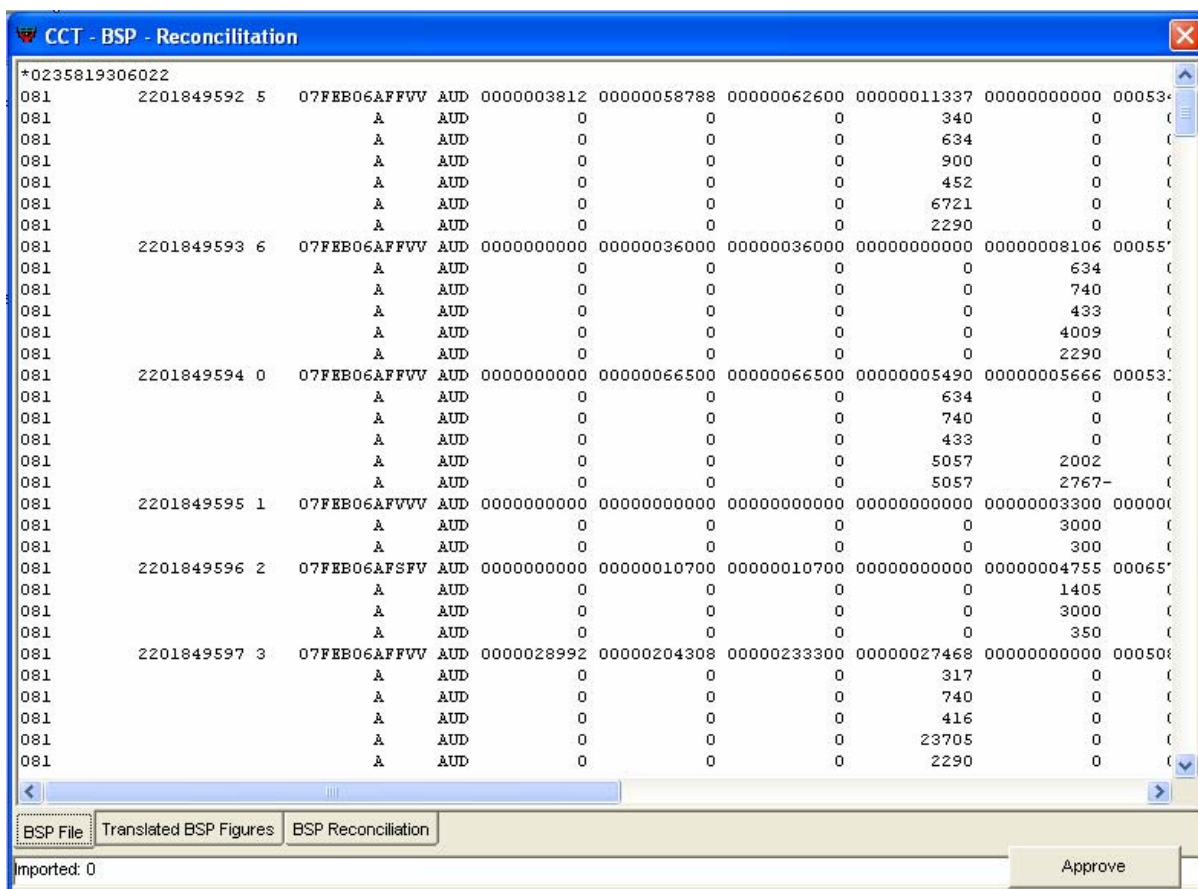 CCT - BSP - Reconcilitation
*0235819306022
081 2201849592 5 07FEB06AFFVV AUD 0000003812 00000058788 00000062600 00000011337 00000000000 000534
081 A AUD 0 0 0 340 0
081 A AUD 0 0 0 634 0
081 A AUD 0 0 0 900 0
081 A AUD 0 0 0 452 0
081 A AUD 0 0 0 6721 0
081 A AUD 0 0 0 2290 0
081 2201849593 6 07FEB06AFFVV AUD 0000000000 00000036000 00000036000 00000000000 00000008106 00055
081 A AUD 0 0 0 0 634
081 A AUD 0 0 0 0 740
081 A AUD 0 0 0 0 433
081 A AUD 0 0 0 0 4009
081 A AUD 0 0 0 0 2290
081 2201849594 0 07FEB06AFFVV AUD 0000000000 00000066500 00000066500 00000005490 00000005666 00053
081 A AUD 0 0 0 634 0
081 A AUD 0 0 0 740 0
081 A AUD 0 0 0 433 0
081 A AUD 0 0 0 5057 2002
081 A AUD 0 0 0 5057 2767-
081 2201849595 1 07FEB06AFVVV AUD 0000000000 00000000000 00000000000 00000000000 00000003300 00000
081 A AUD 0 0 0 0 3000
081 A AUD 0 0 0 0 300
081 2201849596 2 07FEB06AFSFV AUD 0000000000 00000010700 00000010700 00000000000 00000004755 00065
081 A AUD 0 0 0 0 1405
081 A AUD 0 0 0 0 3000
081 A AUD 0 0 0 0 350
081 2201849597 3 07FEB06AFFVV AUD 0000028992 00000204308 00000233300 00000027468 00000000000 00050
081 A AUD 0 0 0 317 0
081 A AUD 0 0 0 740 0
081 A AUD 0 0 0 416 0
081 A AUD 0 0 0 23705 0
081 A AUD 0 0 0 2290 0
BSP File Translated BSP Figures BSP Reconciliation
Imported: 0 Approve